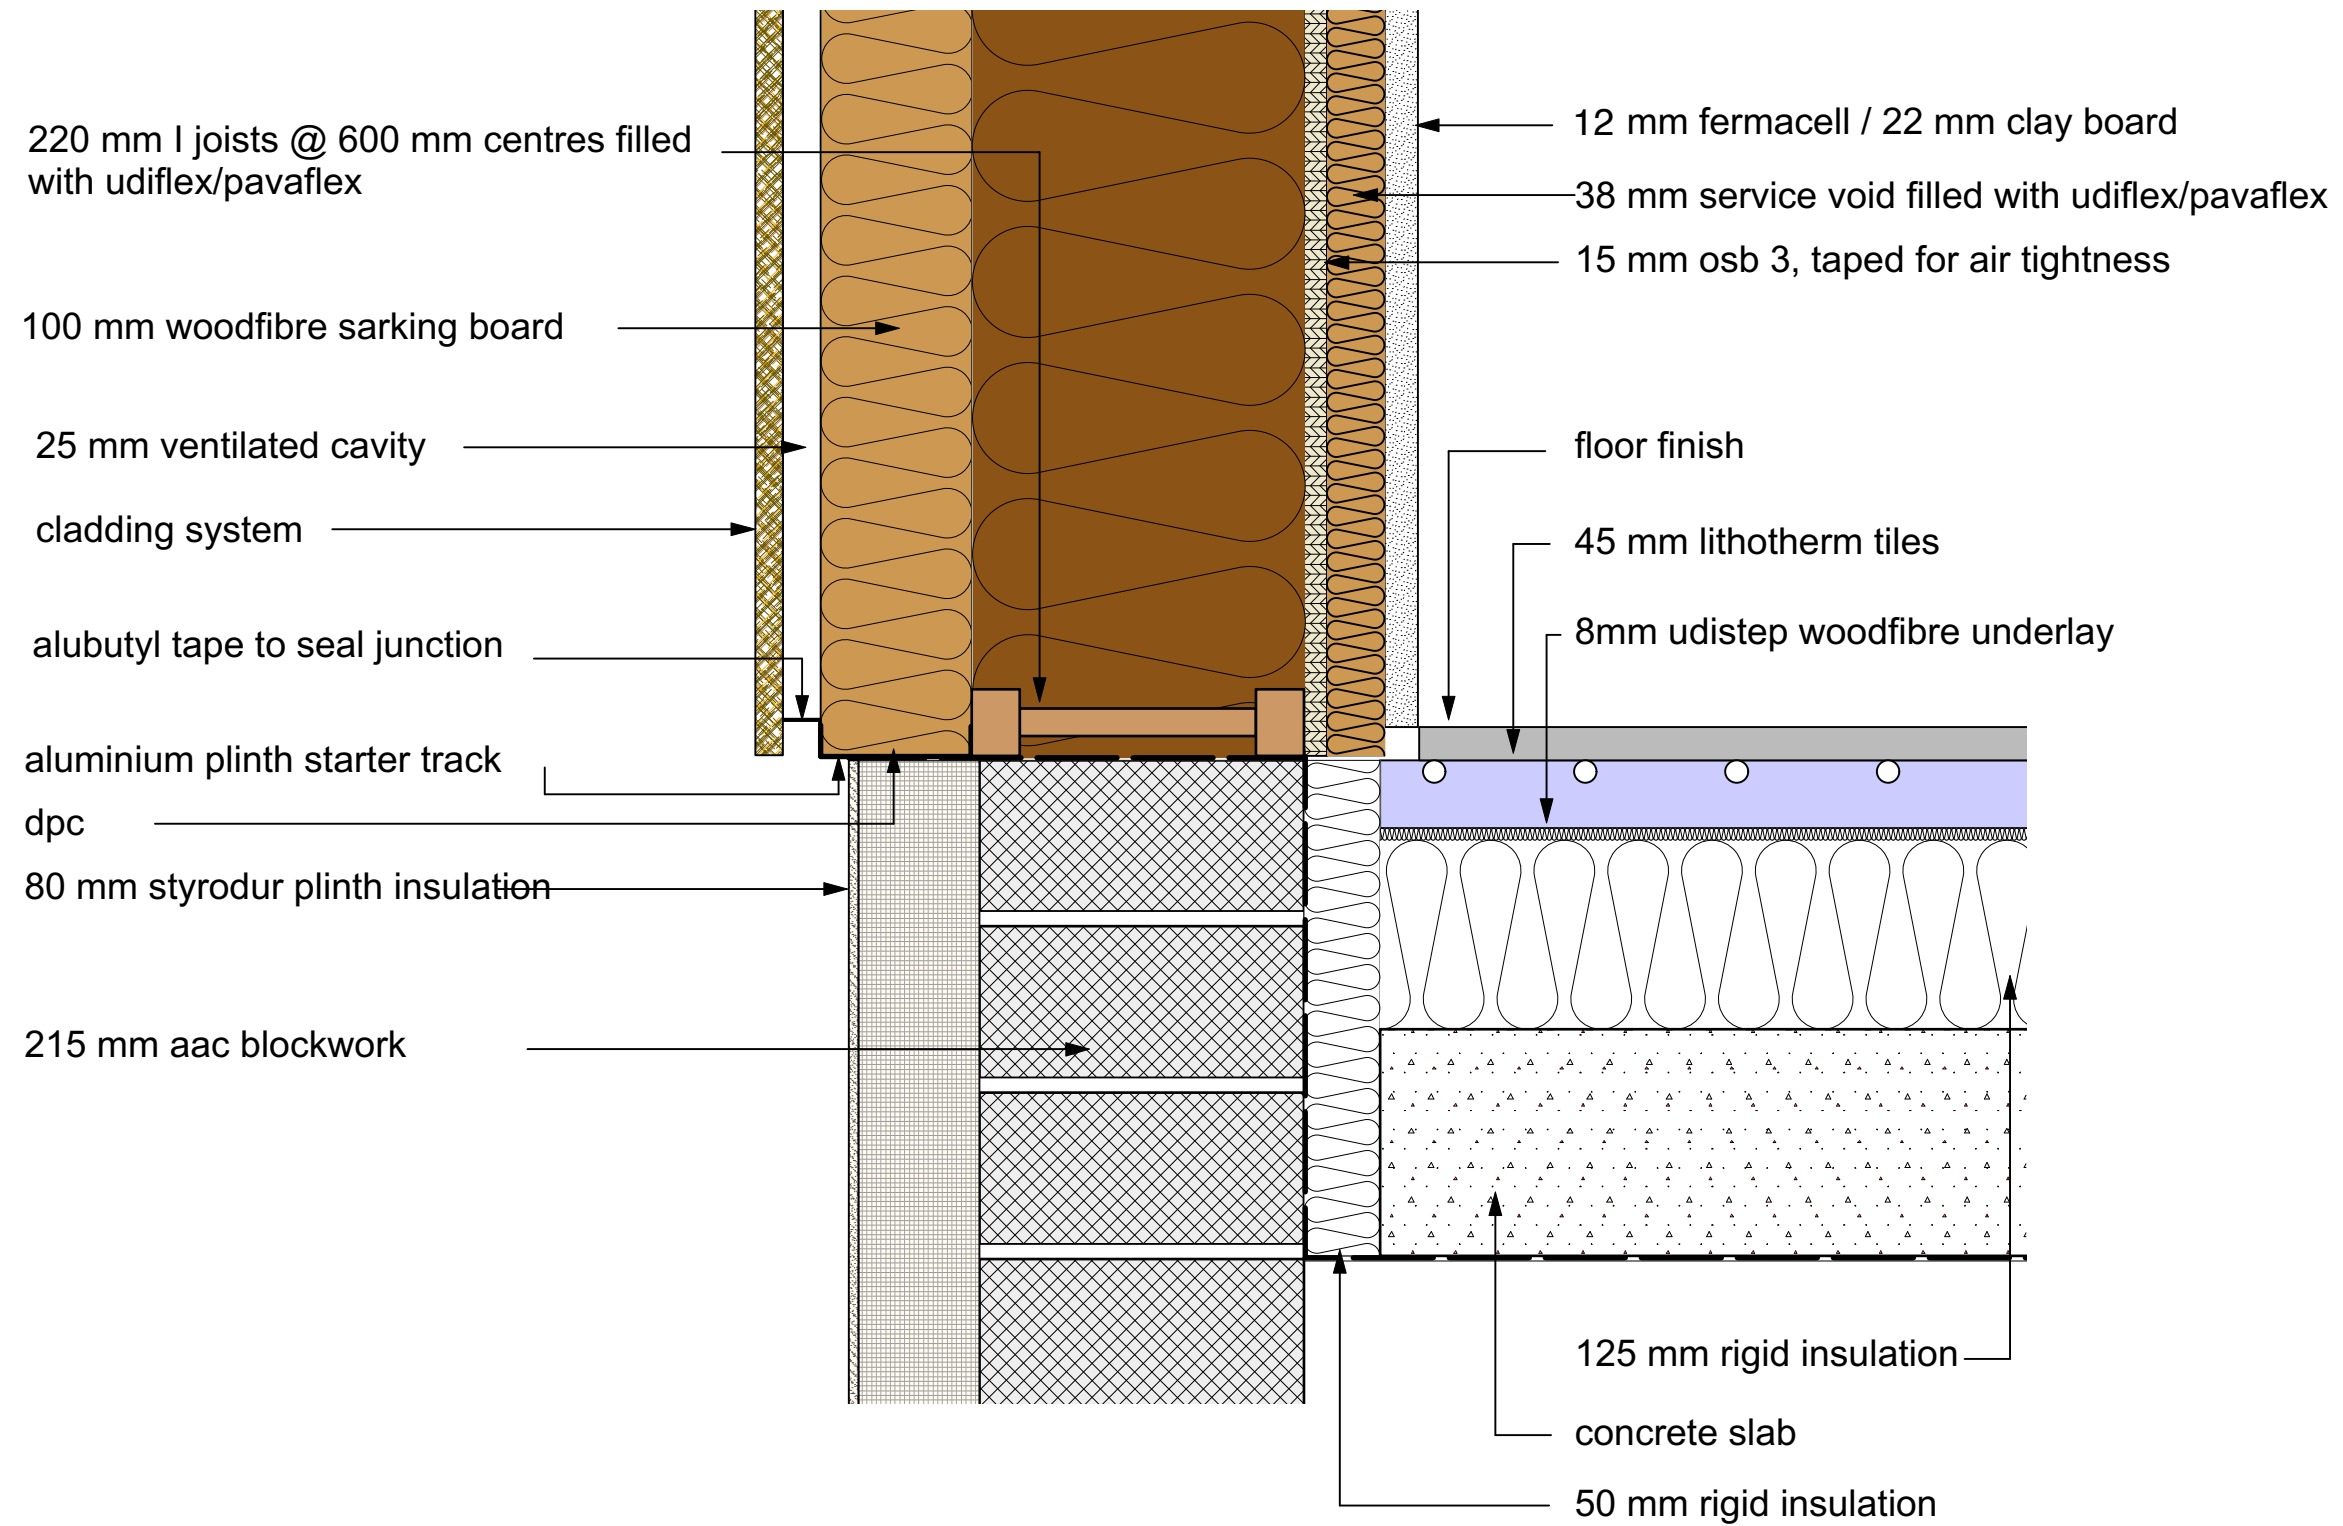 220 mm I joists @ 600 mm centres filled
with udiflex/pavaflex
100 mm woodfibre sarking board
25 mm ventilated cavity
cladding system
alubutyl tape to seal junction
aluminium plinth starter track
dpc
80 mm styrodur plinth insulation
215 mm aac blockwork
12 mm fermacell / 22 mm clay board
38 mm service void filled with udiflex/pavaflex
15 mm osb 3, taped for air tightness
floor finish
45 mm lithotherm tiles
8mm udistep woodfibre underlay
125 mm rigid insulation
concrete slab
50 mm rigid insulation